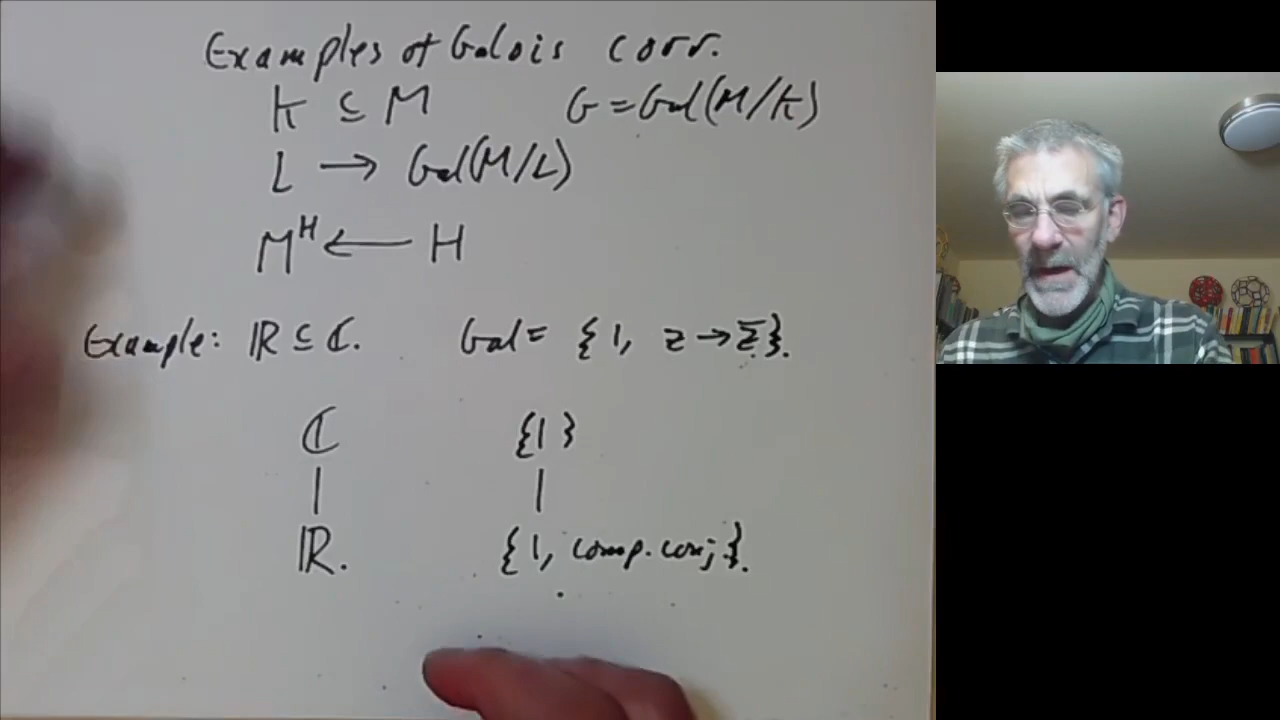 Examples of Galois corr.
K ⊆ M G = Gal(M/K)
L → Gal(M/L)
M^H ← H
Example: ℝ ⊆ ℂ. Gal = {1, z → z̄}.
ℂ {1}
| |
ℝ. {1, comp. conj.}.